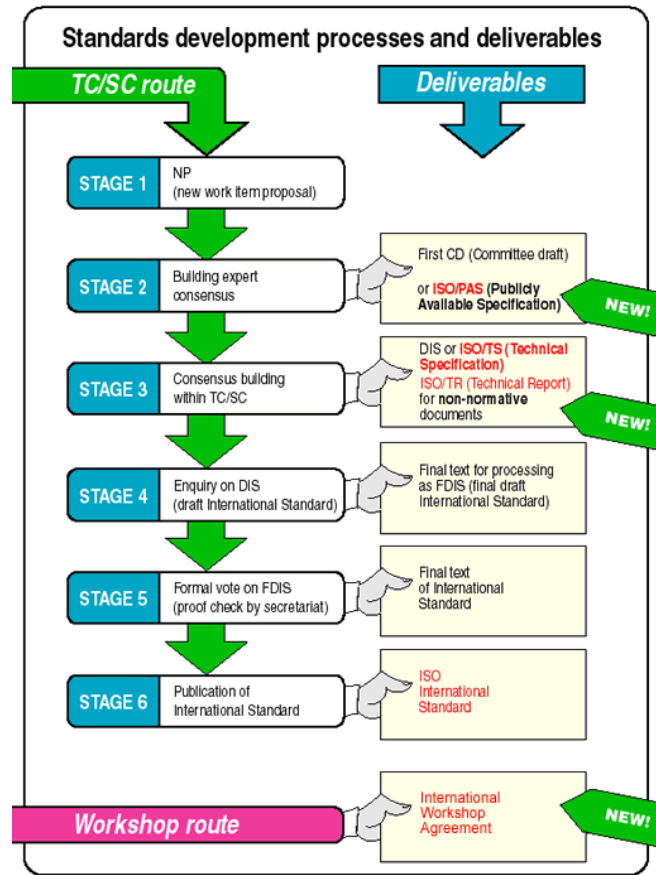 Standards development processes and deliverables
TC/SC route
Deliverables
STAGE 1
NP
(new work item proposal)
STAGE 2
Building expert
consensus
First CD (Committee draft)
or ISO/PAS (Publicly
Available Specification)
NEW!
STAGE 3
Consensus building
within TC/SC
DIS or ISO/TS (Technical
Specification)
ISO/TR (Technical Report)
for non-normative
documents
NEW!
STAGE 4
Enquiry on DIS
(draft International Standard)
Final text for processing
as FDIS (final draft
International Standard)
STAGE 5
Formal vote on FDIS
(proof check by secretariat)
Final text
of International
Standard
STAGE 6
Publication of
International Standard
ISO
International
Standard
Workshop route
International
Workshop
Agreement
NEW!